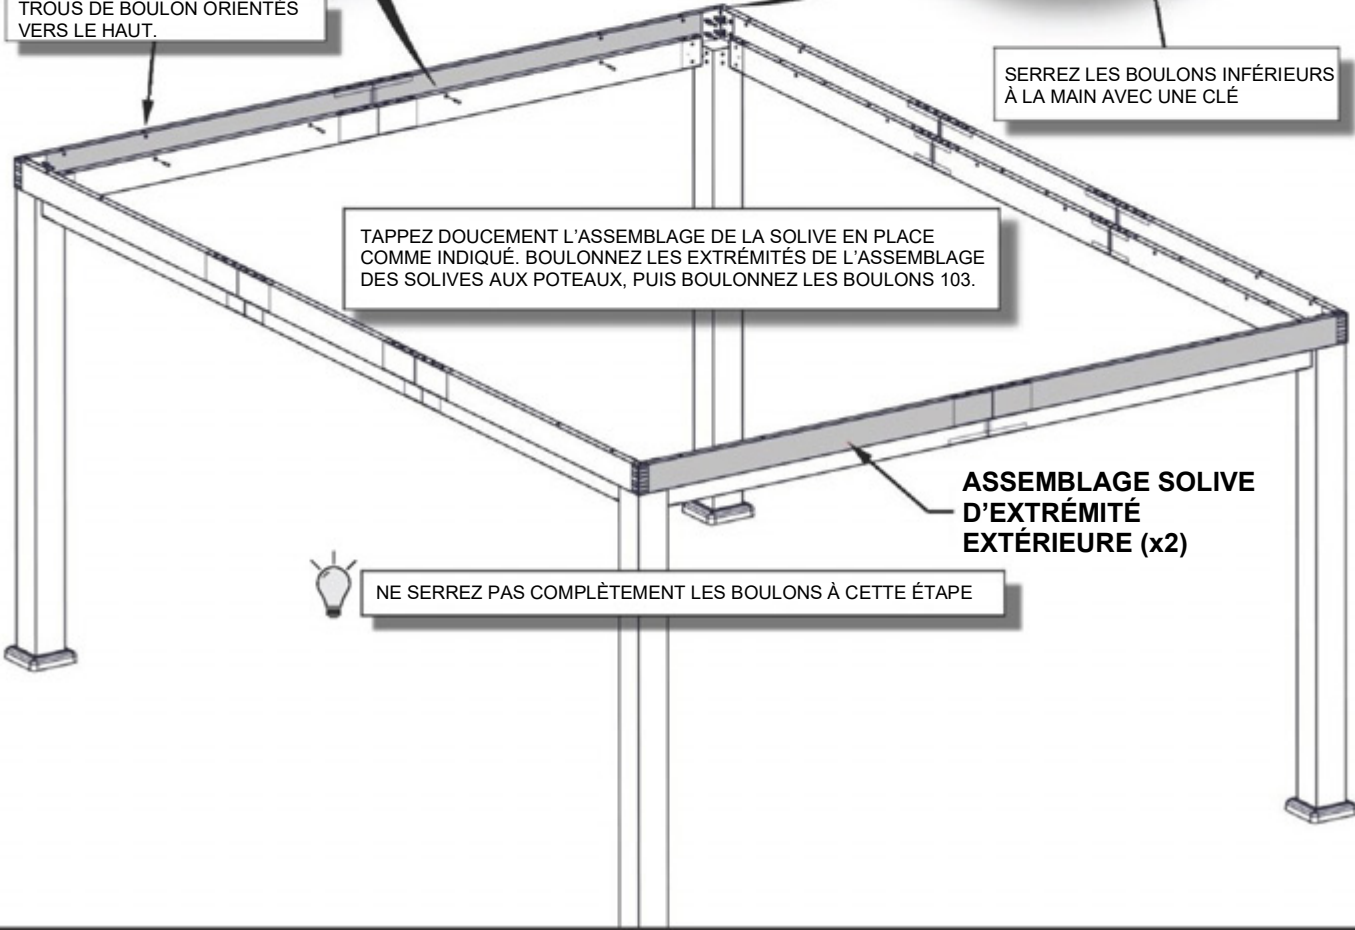 TROUS DE BOULON ORIENTÉS
VERS LE HAUT.
SERREZ LES BOULONS INFÉRIEURS
À LA MAIN AVEC UNE CLÉ
TAPPEZ DOUCEMENT L'ASSEMBLAGE DE LA SOLIVE EN PLACE
COMME INDIQUÉ. BOULONNEZ LES EXTRÉMITÉS DE L'ASSEMBLAGE
DES SOLIVES AUX POTEAUX, PUIS BOULONNEZ LES BOULONS 103.
ASSEMBLAGE SOLIVE
D'EXTRÉMITÉ
EXTÉRIEURE (x2)
NE SERREZ PAS COMPLÈTEMENT LES BOULONS À CETTE ÉTAPE